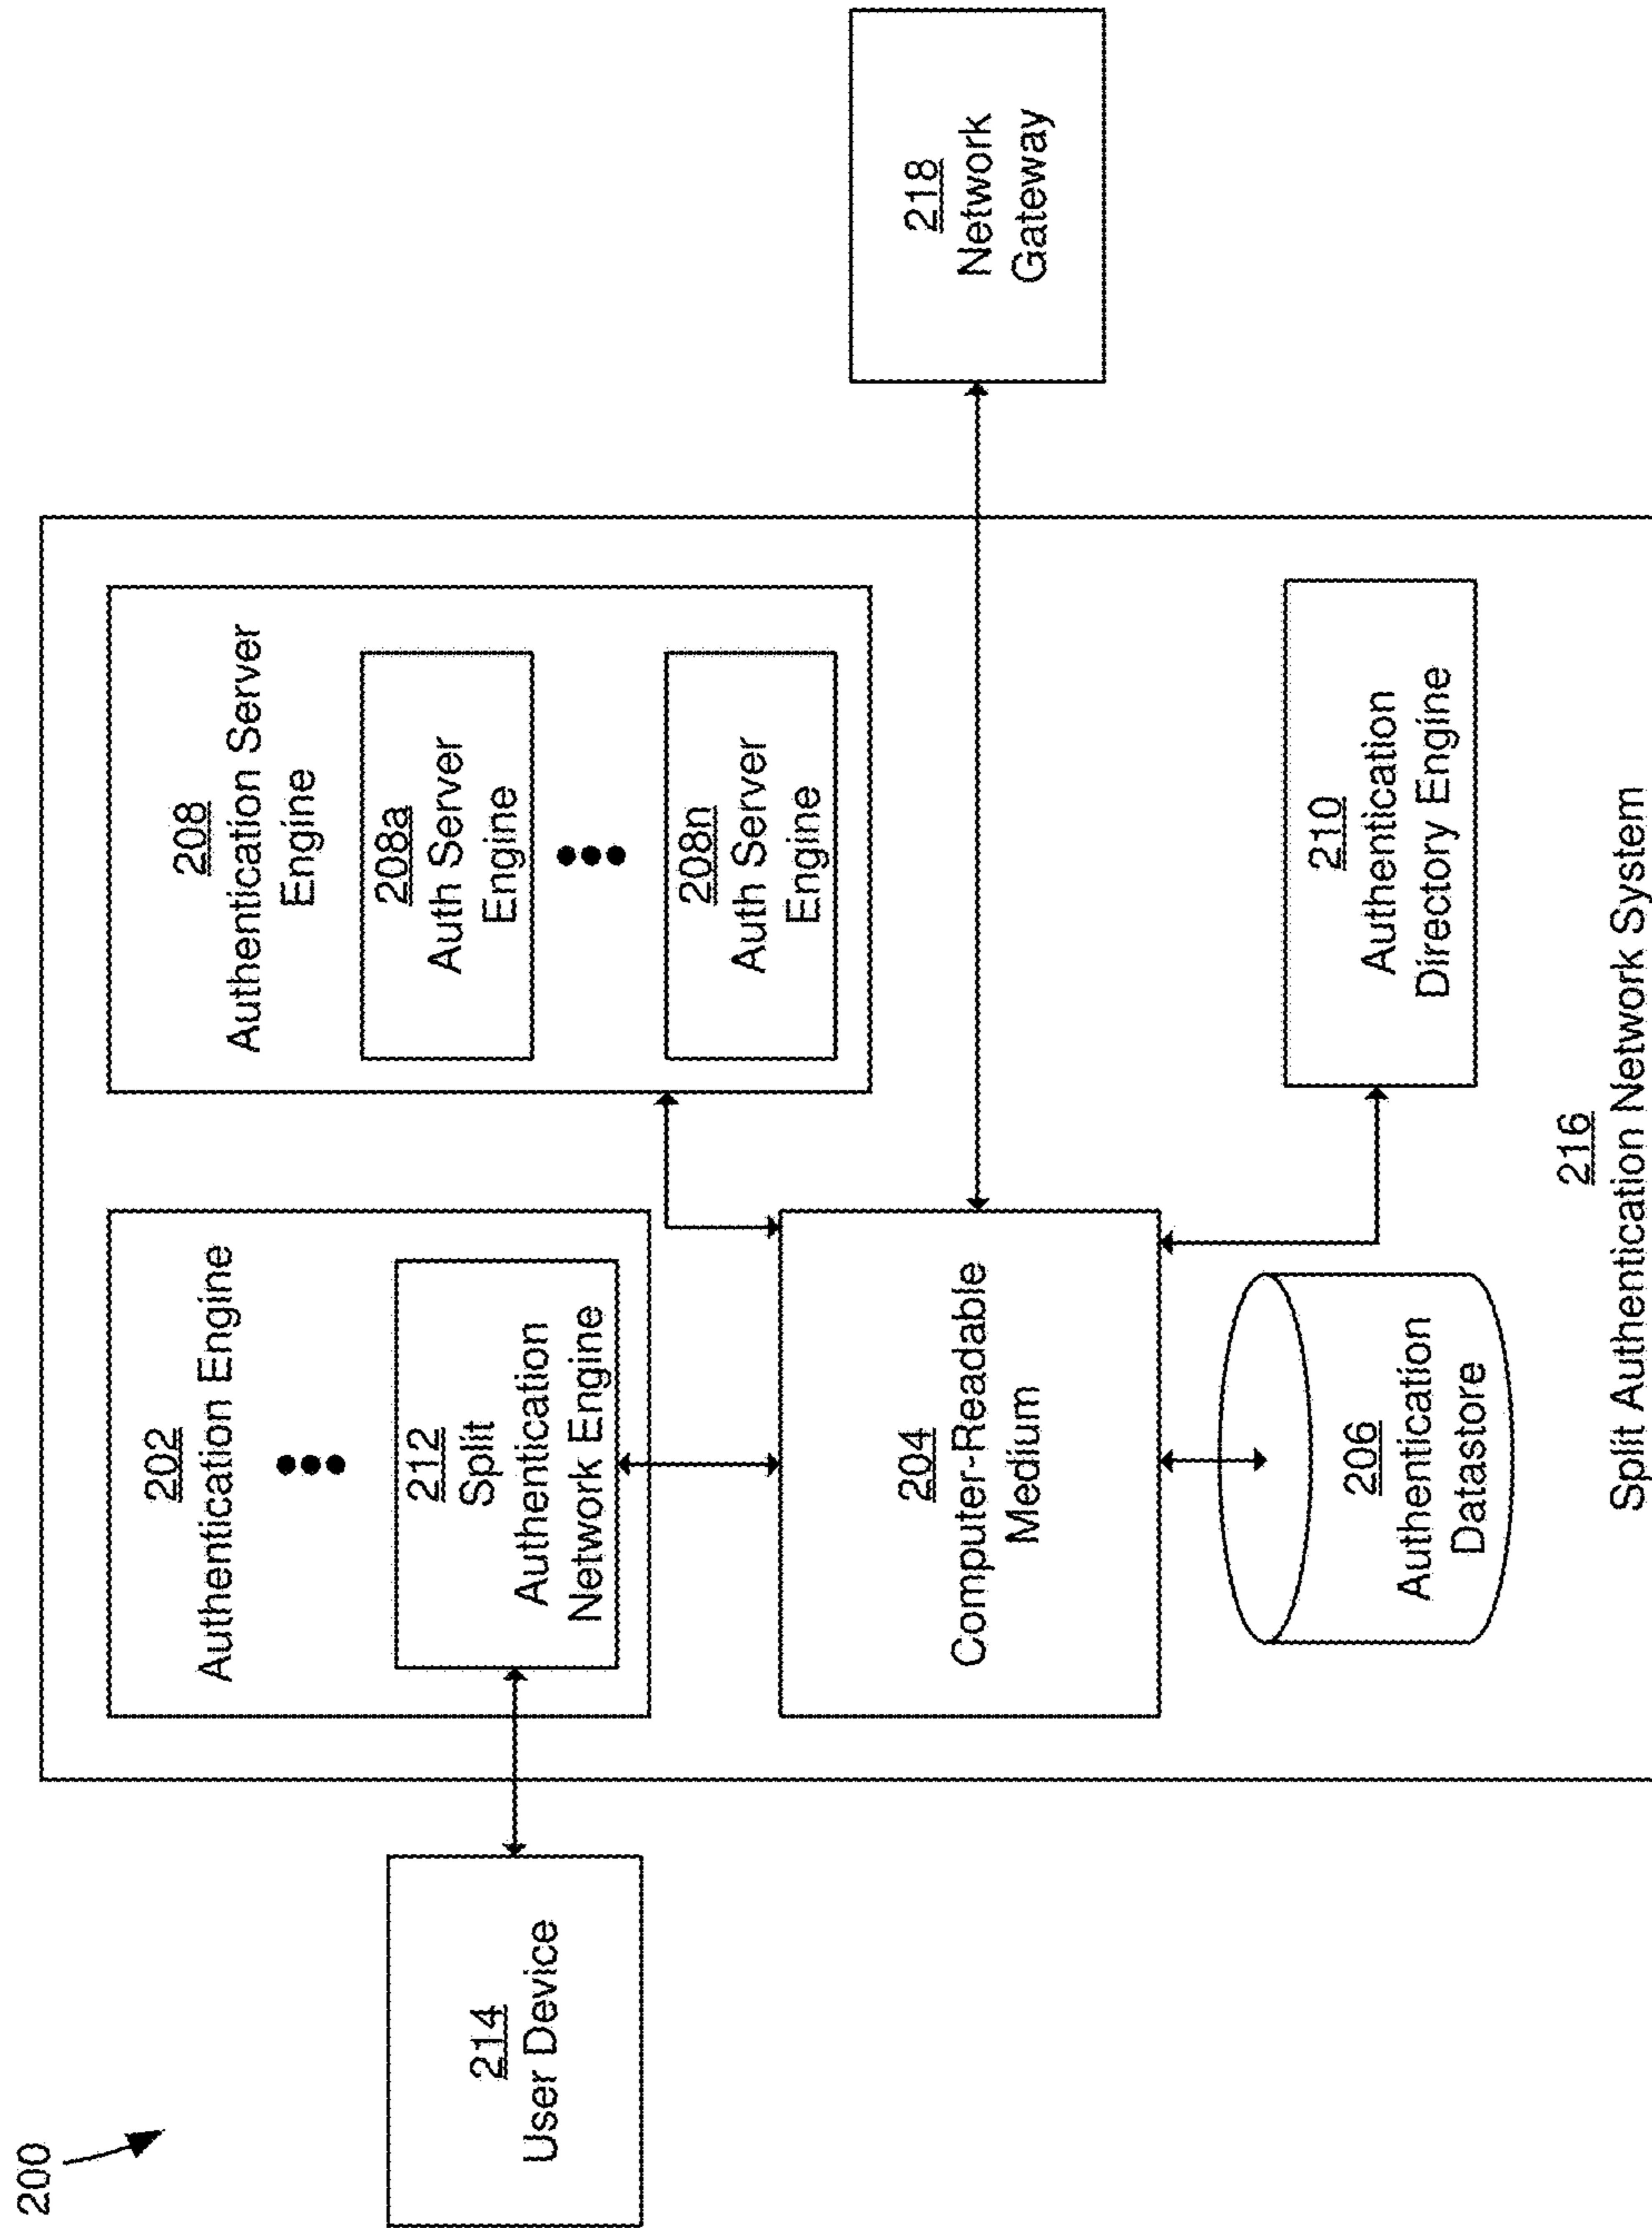 200
214
User Device
202
Authentication Engine
212
Split
Authentication
Network Engine
208
Authentication Server
Engine
208a
Auth Server
Engine
208n
Auth Server
Engine
204
Computer-Readable
Medium
218
Network
Gateway
206
Authentication
Datastore
210
Authentication
Directory Engine
216
Split Authentication Network System